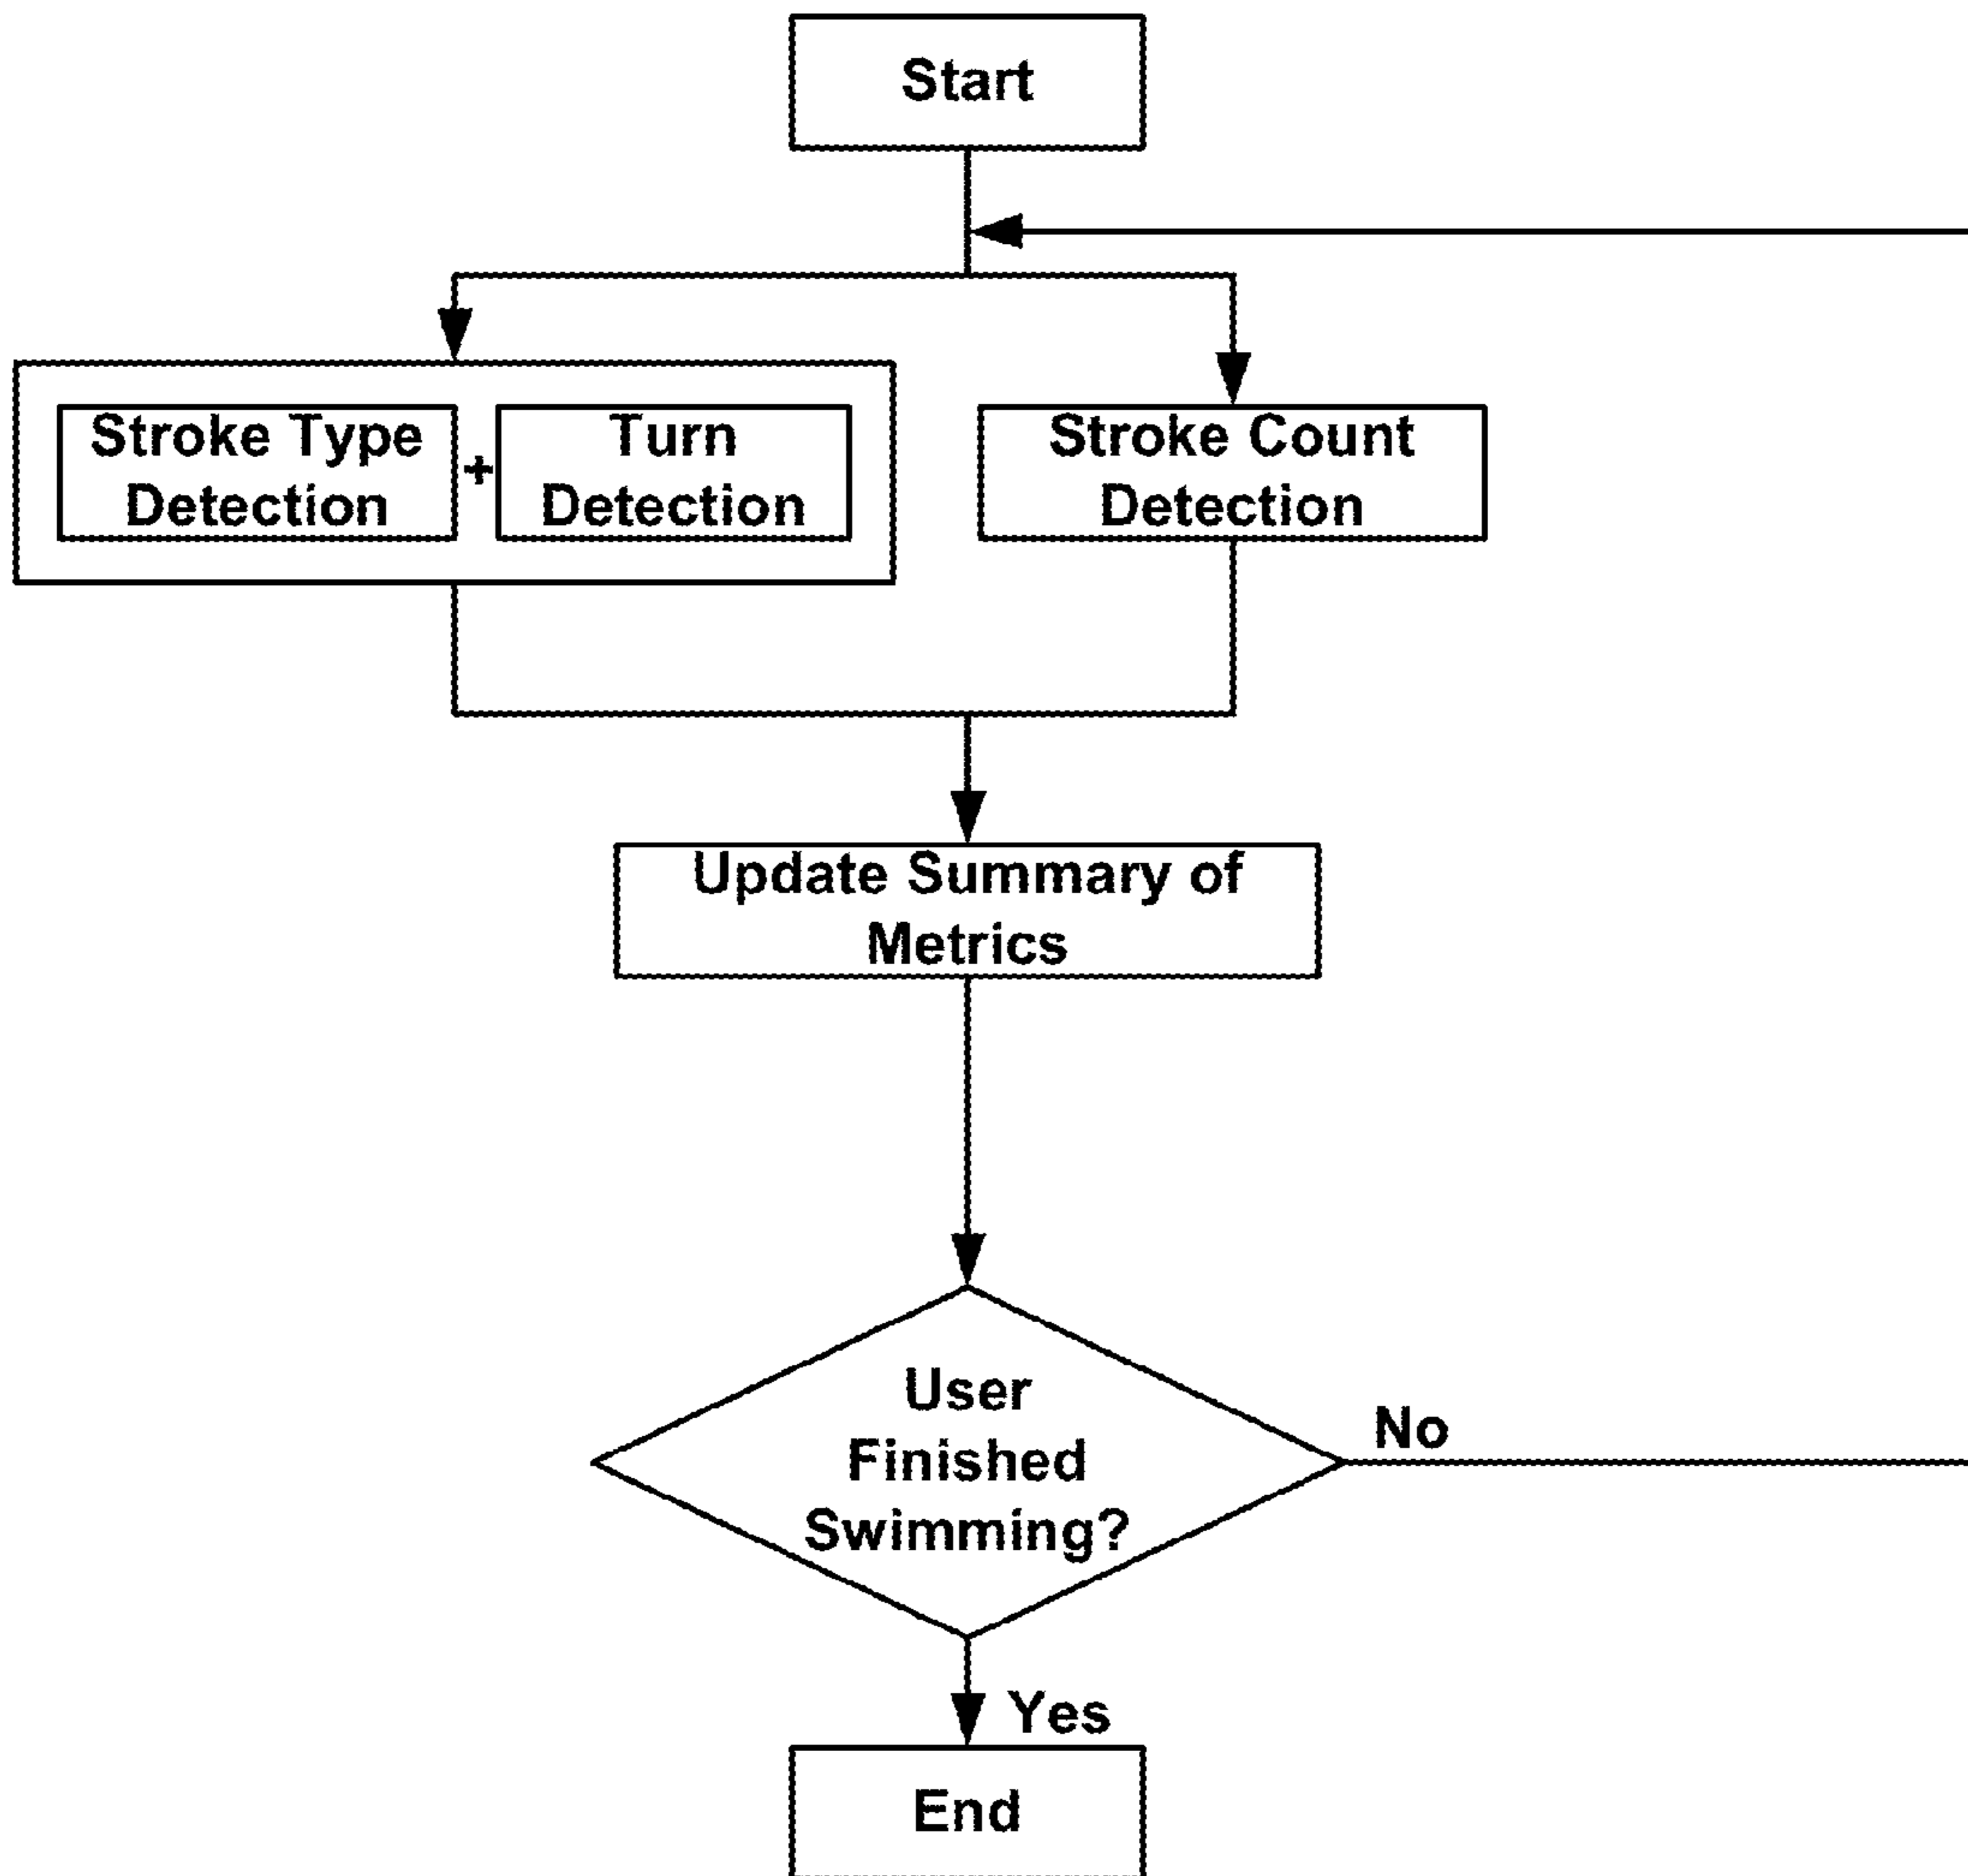 Start
Stroke Type
Detection
+
Turn
Detection
Stroke Count
Detection
Update Summary of
Metrics
User
Finished
Swimming?
No
Yes
End